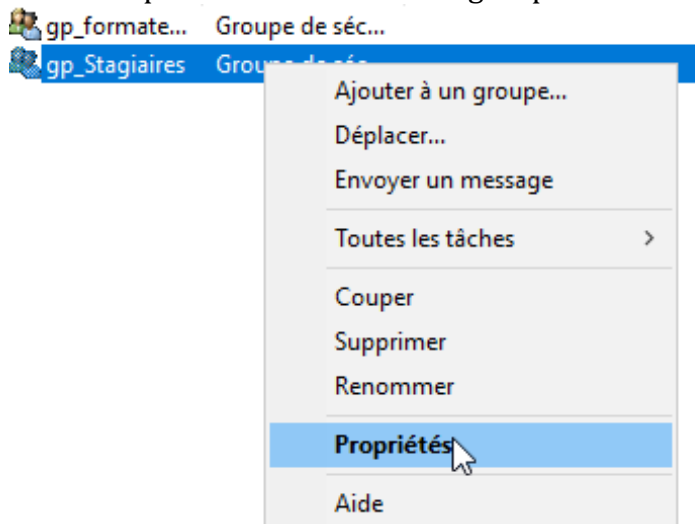 gp_formate... Groupe de séc...
gp_Stagiaires
Ajouter à un groupe...
Déplacer...
Envoyer un message
Toutes les tâches
Couper
Supprimer
Renommer
Propriétés
Aide